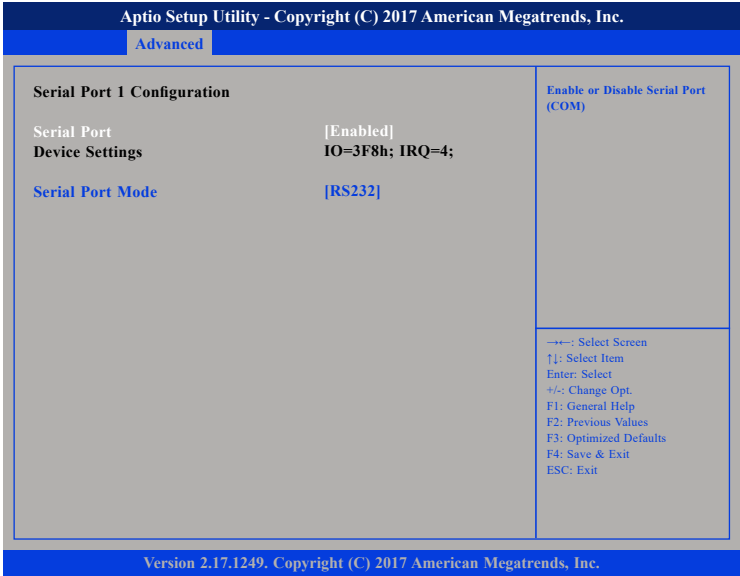 Aptio Setup Utility - Copyright (C) 2017 American Megatrends, Inc.
Advanced
Serial Port 1 Configuration
Serial Port [Enabled]
Device Settings IO=3F8h; IRQ=4;
Serial Port Mode [RS232]
Enable or Disable Serial Port
(COM)
→←: Select Screen
↑↓: Select Item
Enter: Select
+/-: Change Opt.
F1: General Help
F2: Previous Values
F3: Optimized Defaults
F4: Save & Exit
ESC: Exit
Version 2.17.1249. Copyright (C) 2017 American Megatrends, Inc.